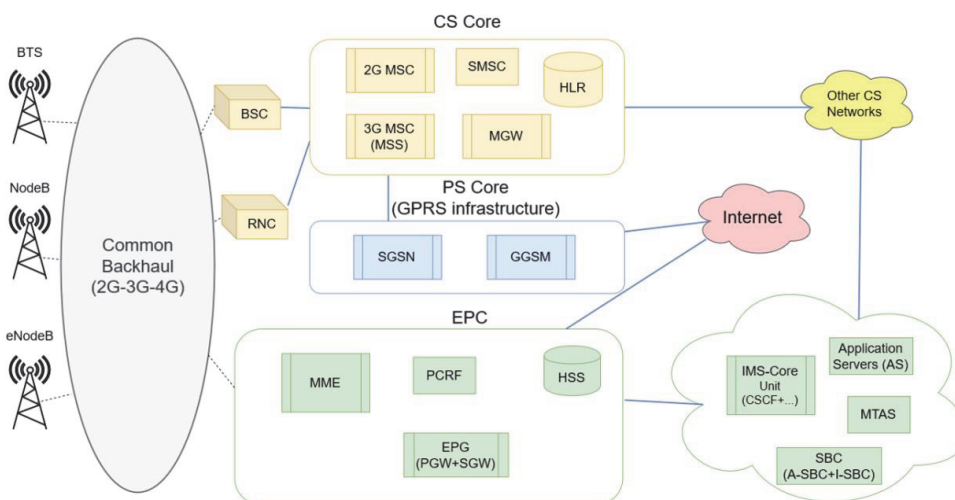 CS Core
BTS
2G MSC
SMSC
HLR
BSC
3G MSC
(MSS)
MGW
Other CS
Networks
NodeB
RNC
PS Core
(GPRS infrastructure)
Internet
Common
Backhaul
(2G-3G-4G)
SGSN
GGSM
eNodeB
EPC
MME
PCRF
HSS
EPG
(PGW+SGW)
IMS-Core
Unit
(CSCF+...)
Application
Servers (AS)
MTAS
SBC
(A-SBC+I-SBC)